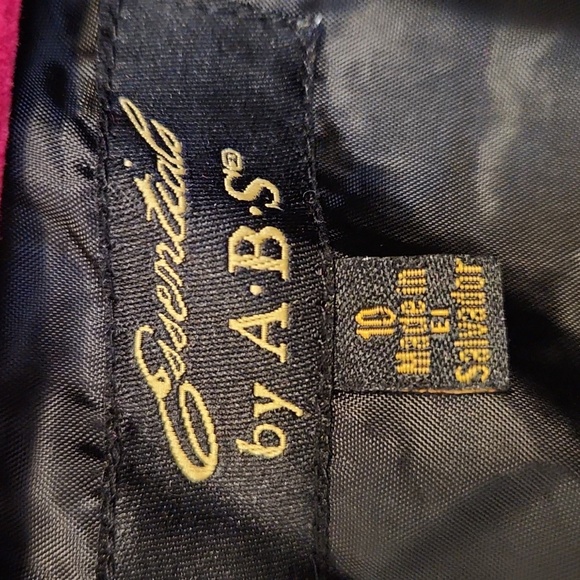 Essentials
by A.B.S®
10
Made in
El
Salvador